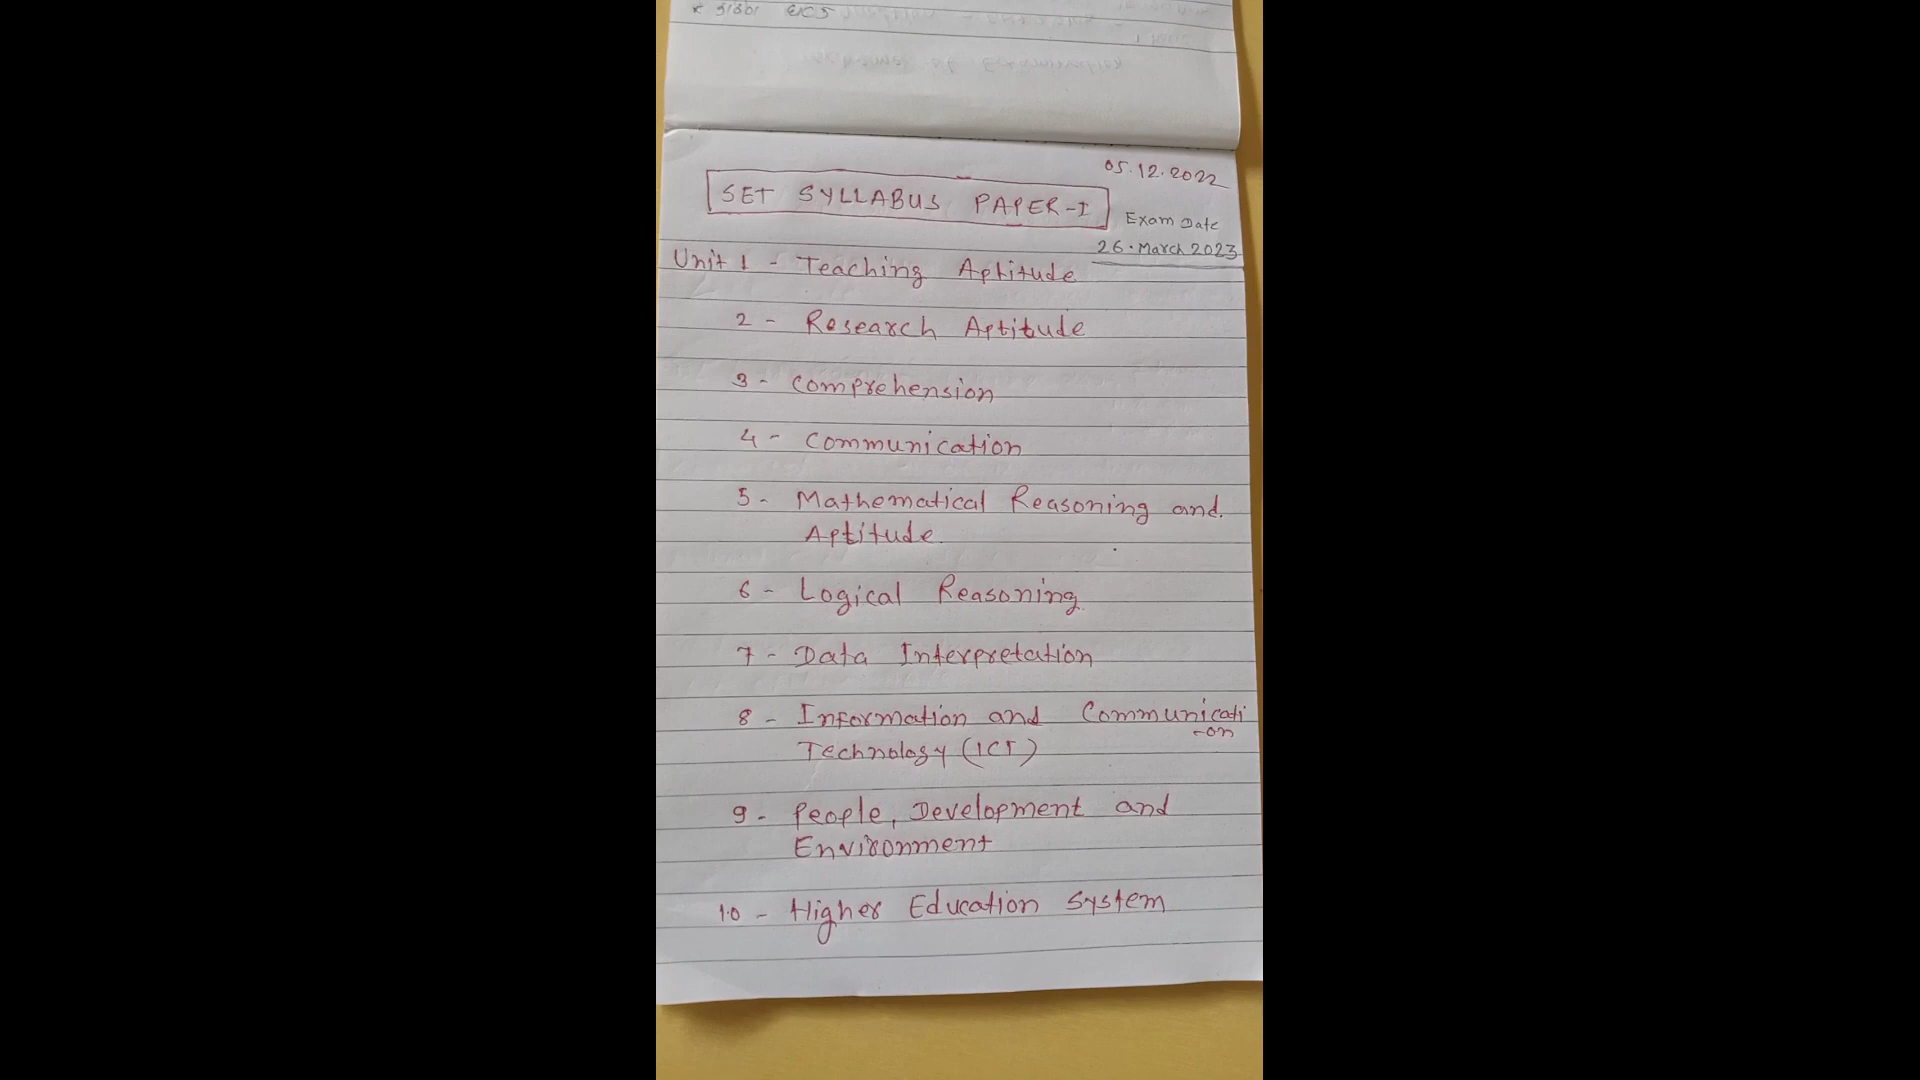 05.12.2022
SET SYLLABUS PAPER-I
Exam Date
26.March 2023
Unit 1 - Teaching Aptitude
2 - Research Aptitude
3 - Comprehension
4 - Communication
5 - Mathematical Reasoning and
Aptitude.
6 - Logical Reasoning
7 - Data Interpretation
8 - Information and Communicati
-on
Technology (ICT)
9 - People, Development and
Environment
10 - Higher Education System